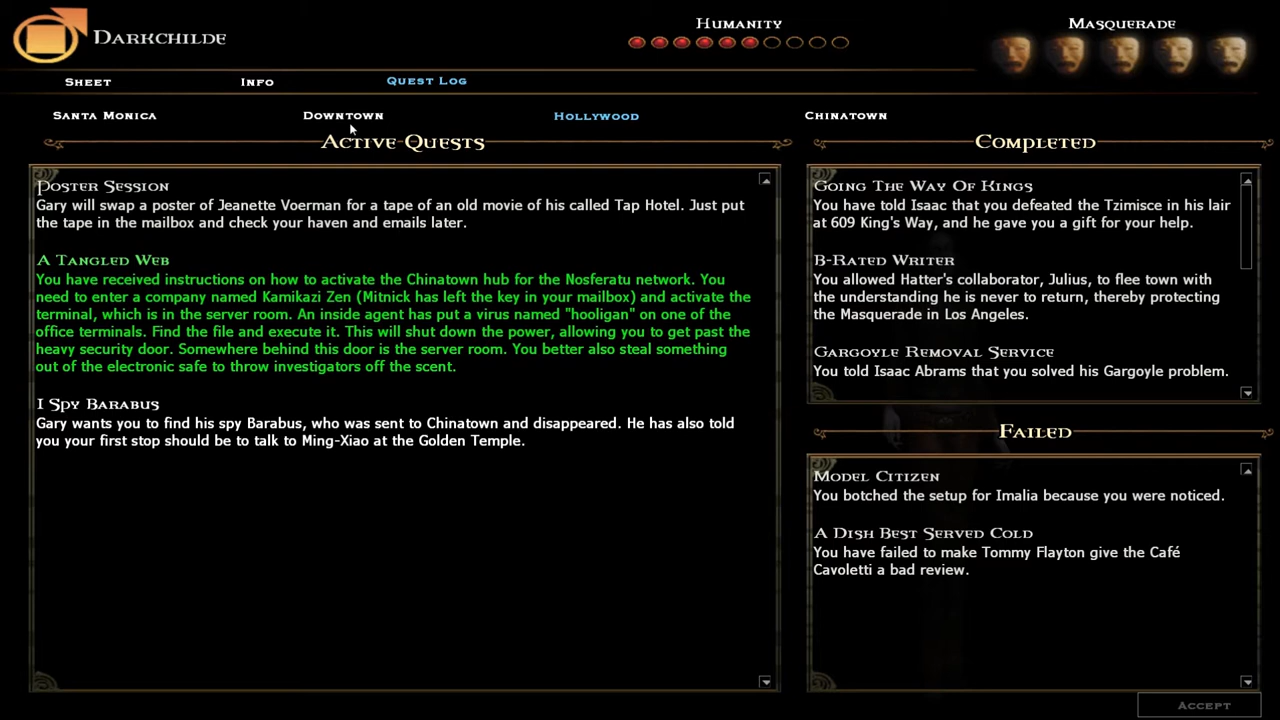 Darkchilde
Humanity
Masquerade
Sheet
Info
Quest Log
Santa Monica
Downtown
Hollywood
Chinatown
Active Quests
Poster Session
Gary will swap a poster of Jeanette Voerman for a tape of an old movie of his called Tap Hotel. Just put
the tape in the mailbox and check your haven and emails later.
A Tangled Web
You have received instructions on how to activate the Chinatown hub for the Nosferatu network. You
need to enter a company named Kamikazi Zen (Mitnick has left the key in your mailbox) and activate the
terminal, which is in the server room. An inside agent has put a virus named "hooligan" on one of the
office terminals. Find the file and execute it. This will shut down the power, allowing you to get past the
heavy security door. Somewhere behind this door is the server room. You better also steal something
out of the electronic safe to throw investigators off the scent.
I Spy Barabus
Gary wants you to find his spy Barabus, who was sent to Chinatown and disappeared. He has also told
you your first stop should be to talk to Ming-Xiao at the Golden Temple.
Completed
Going The Way Of Kings
You have told Isaac that you defeated the Tzimisce in his lair
at 609 King's Way, and he gave you a gift for your help.
B-Rated Writer
You allowed Hatter's collaborator, Julius, to flee town with
the understanding he is never to return, thereby protecting
the Masquerade in Los Angeles.
Gargoyle Removal Service
You told Isaac Abrams that you solved his Gargoyle problem.
Failed
Model Citizen
You botched the setup for Imalia because you were noticed.
A Dish Best Served Cold
You have failed to make Tommy Flayton give the Café
Cavoletti a bad review.
Accept